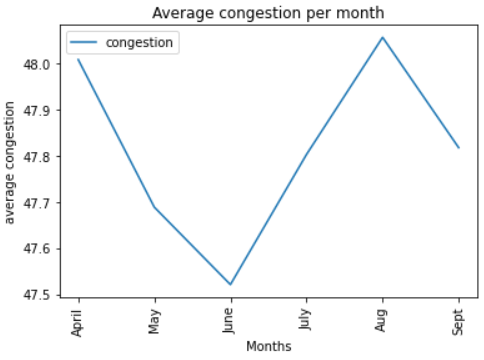 Average congestion per month
congestion
average congestion
48.0
47.9
47.8
47.7
47.6
47.5
April
May
June
July
Aug
Sept
Months